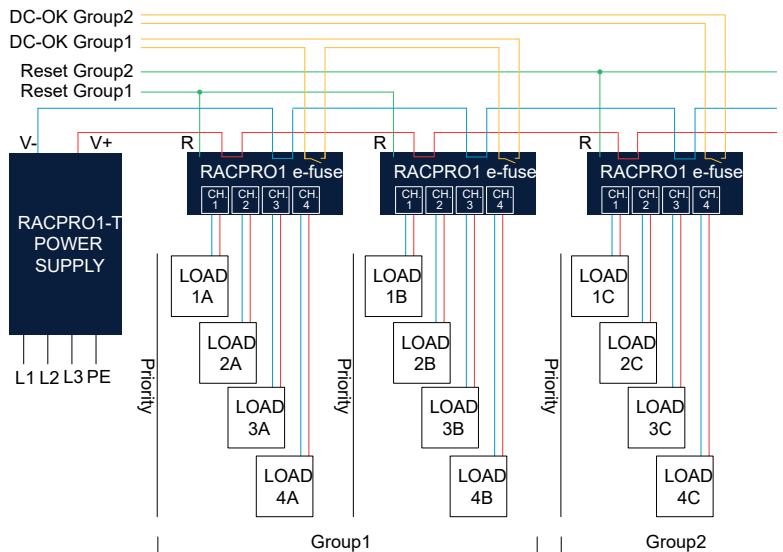 DC-OK Group2
DC-OK Group1
Reset Group2
Reset Group1
V-
V+
R
R
R
RACPRO1-T
POWER
SUPPLY
L1 L2 L3 PE
RACPRO1 e-fuse
CH.
1
CH.
2
CH.
3
CH.
4
RACPRO1 e-fuse
CH.
1
CH.
2
CH.
3
CH.
4
RACPRO1 e-fuse
CH.
1
CH.
2
CH.
3
CH.
4
Priority
LOAD
1A
LOAD
2A
LOAD
3A
LOAD
4A
Priority
LOAD
1B
LOAD
2B
LOAD
3B
LOAD
4B
Priority
LOAD
1C
LOAD
2C
LOAD
3C
LOAD
4C
Group1
Group2